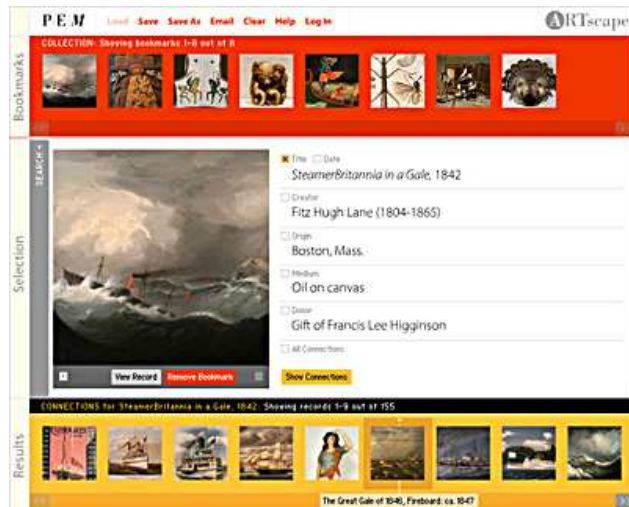 PEM Load Save Save As Email Clear Help Log In ARTscape
Bookmarks
COLLECTION: Showing bookmarks 1-8 out of 8
Selection
SEARCH
Title Date
SteamerBritannia in a Gale, 1842
Creator
Fitz Hugh Lane (1804-1865)
Origin
Boston, Mass.
Medium
Oil on canvas
Donor
Gift of Francis Lee Higginson
All Connections
View Record Remove Bookmark Show Connections
Results
CONNECTIONS for SteamerBritannia in a Gale, 1842: Showing records 1-9 out of 155
The Great Gale of 1846, Fireboard: ca. 1847